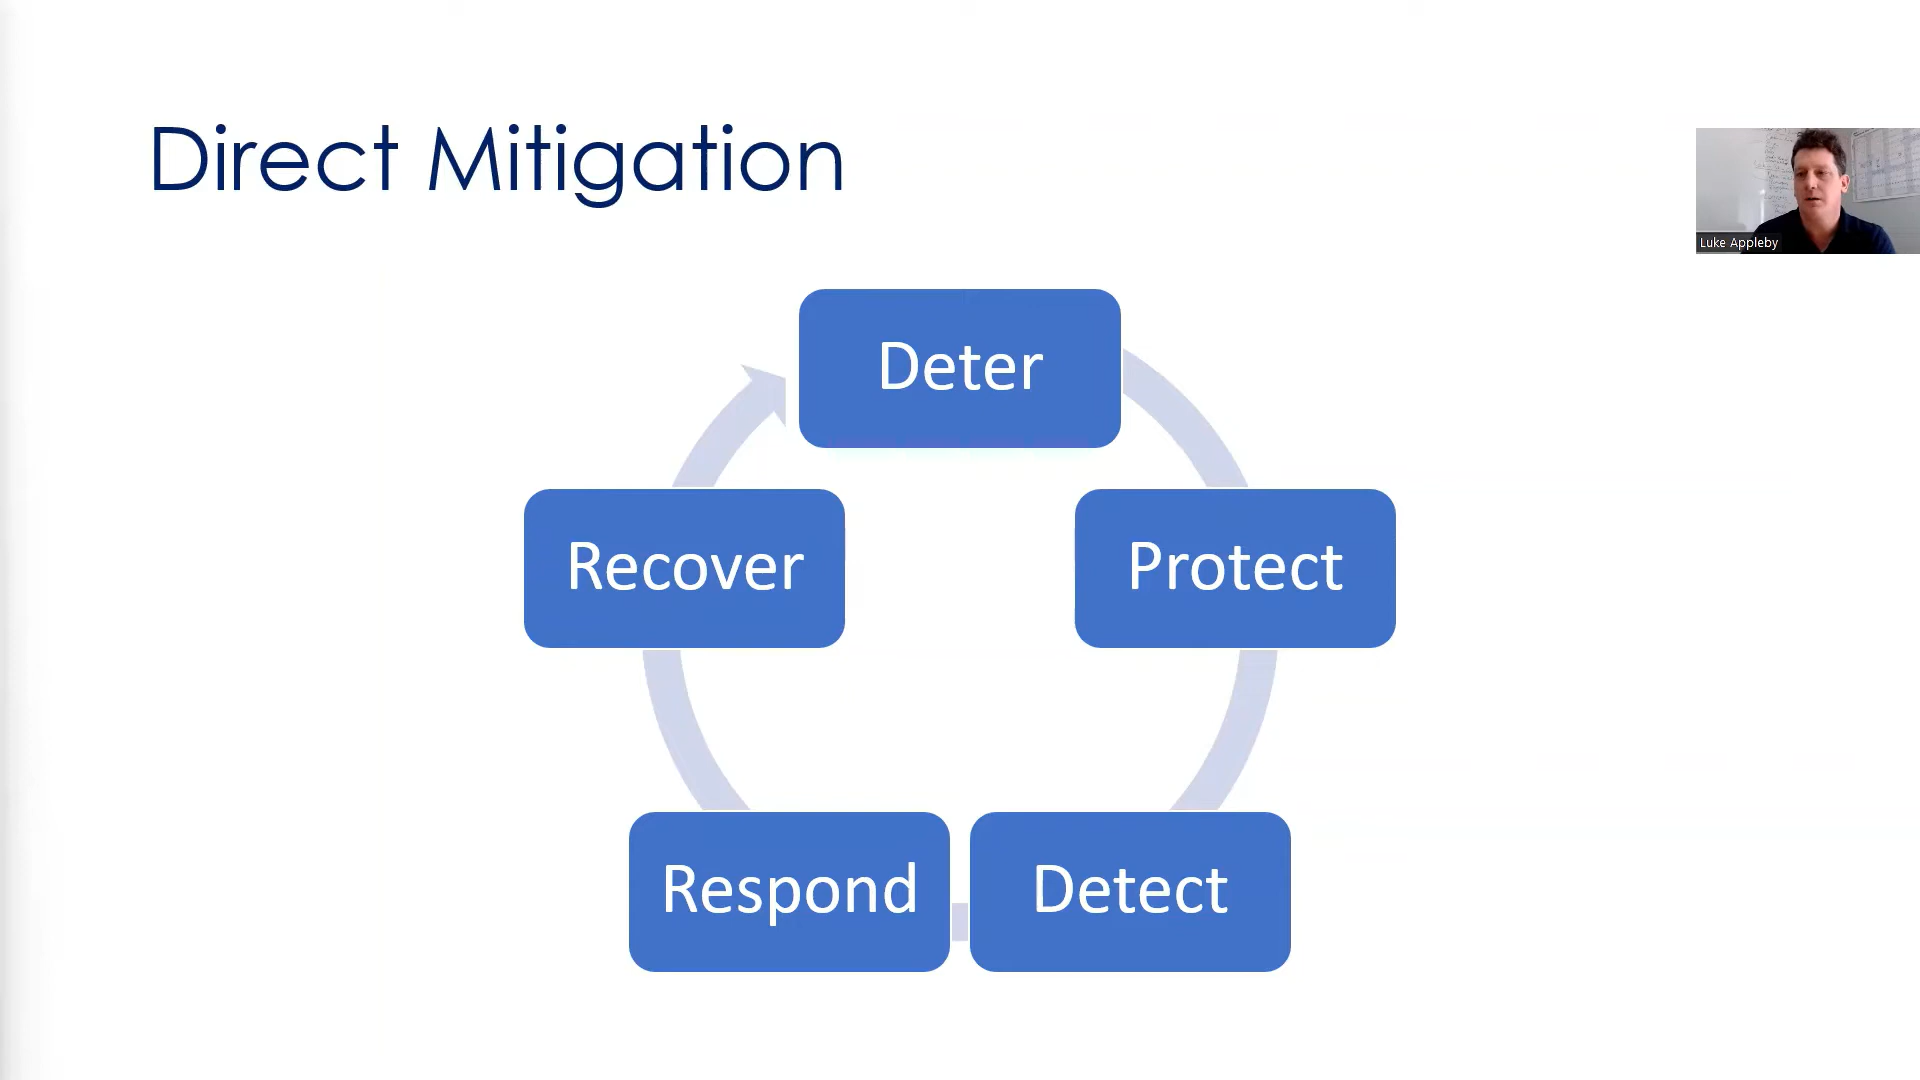 Direct Mitigation
Luke Appleby
Deter
Recover
Protect
Respond
Detect